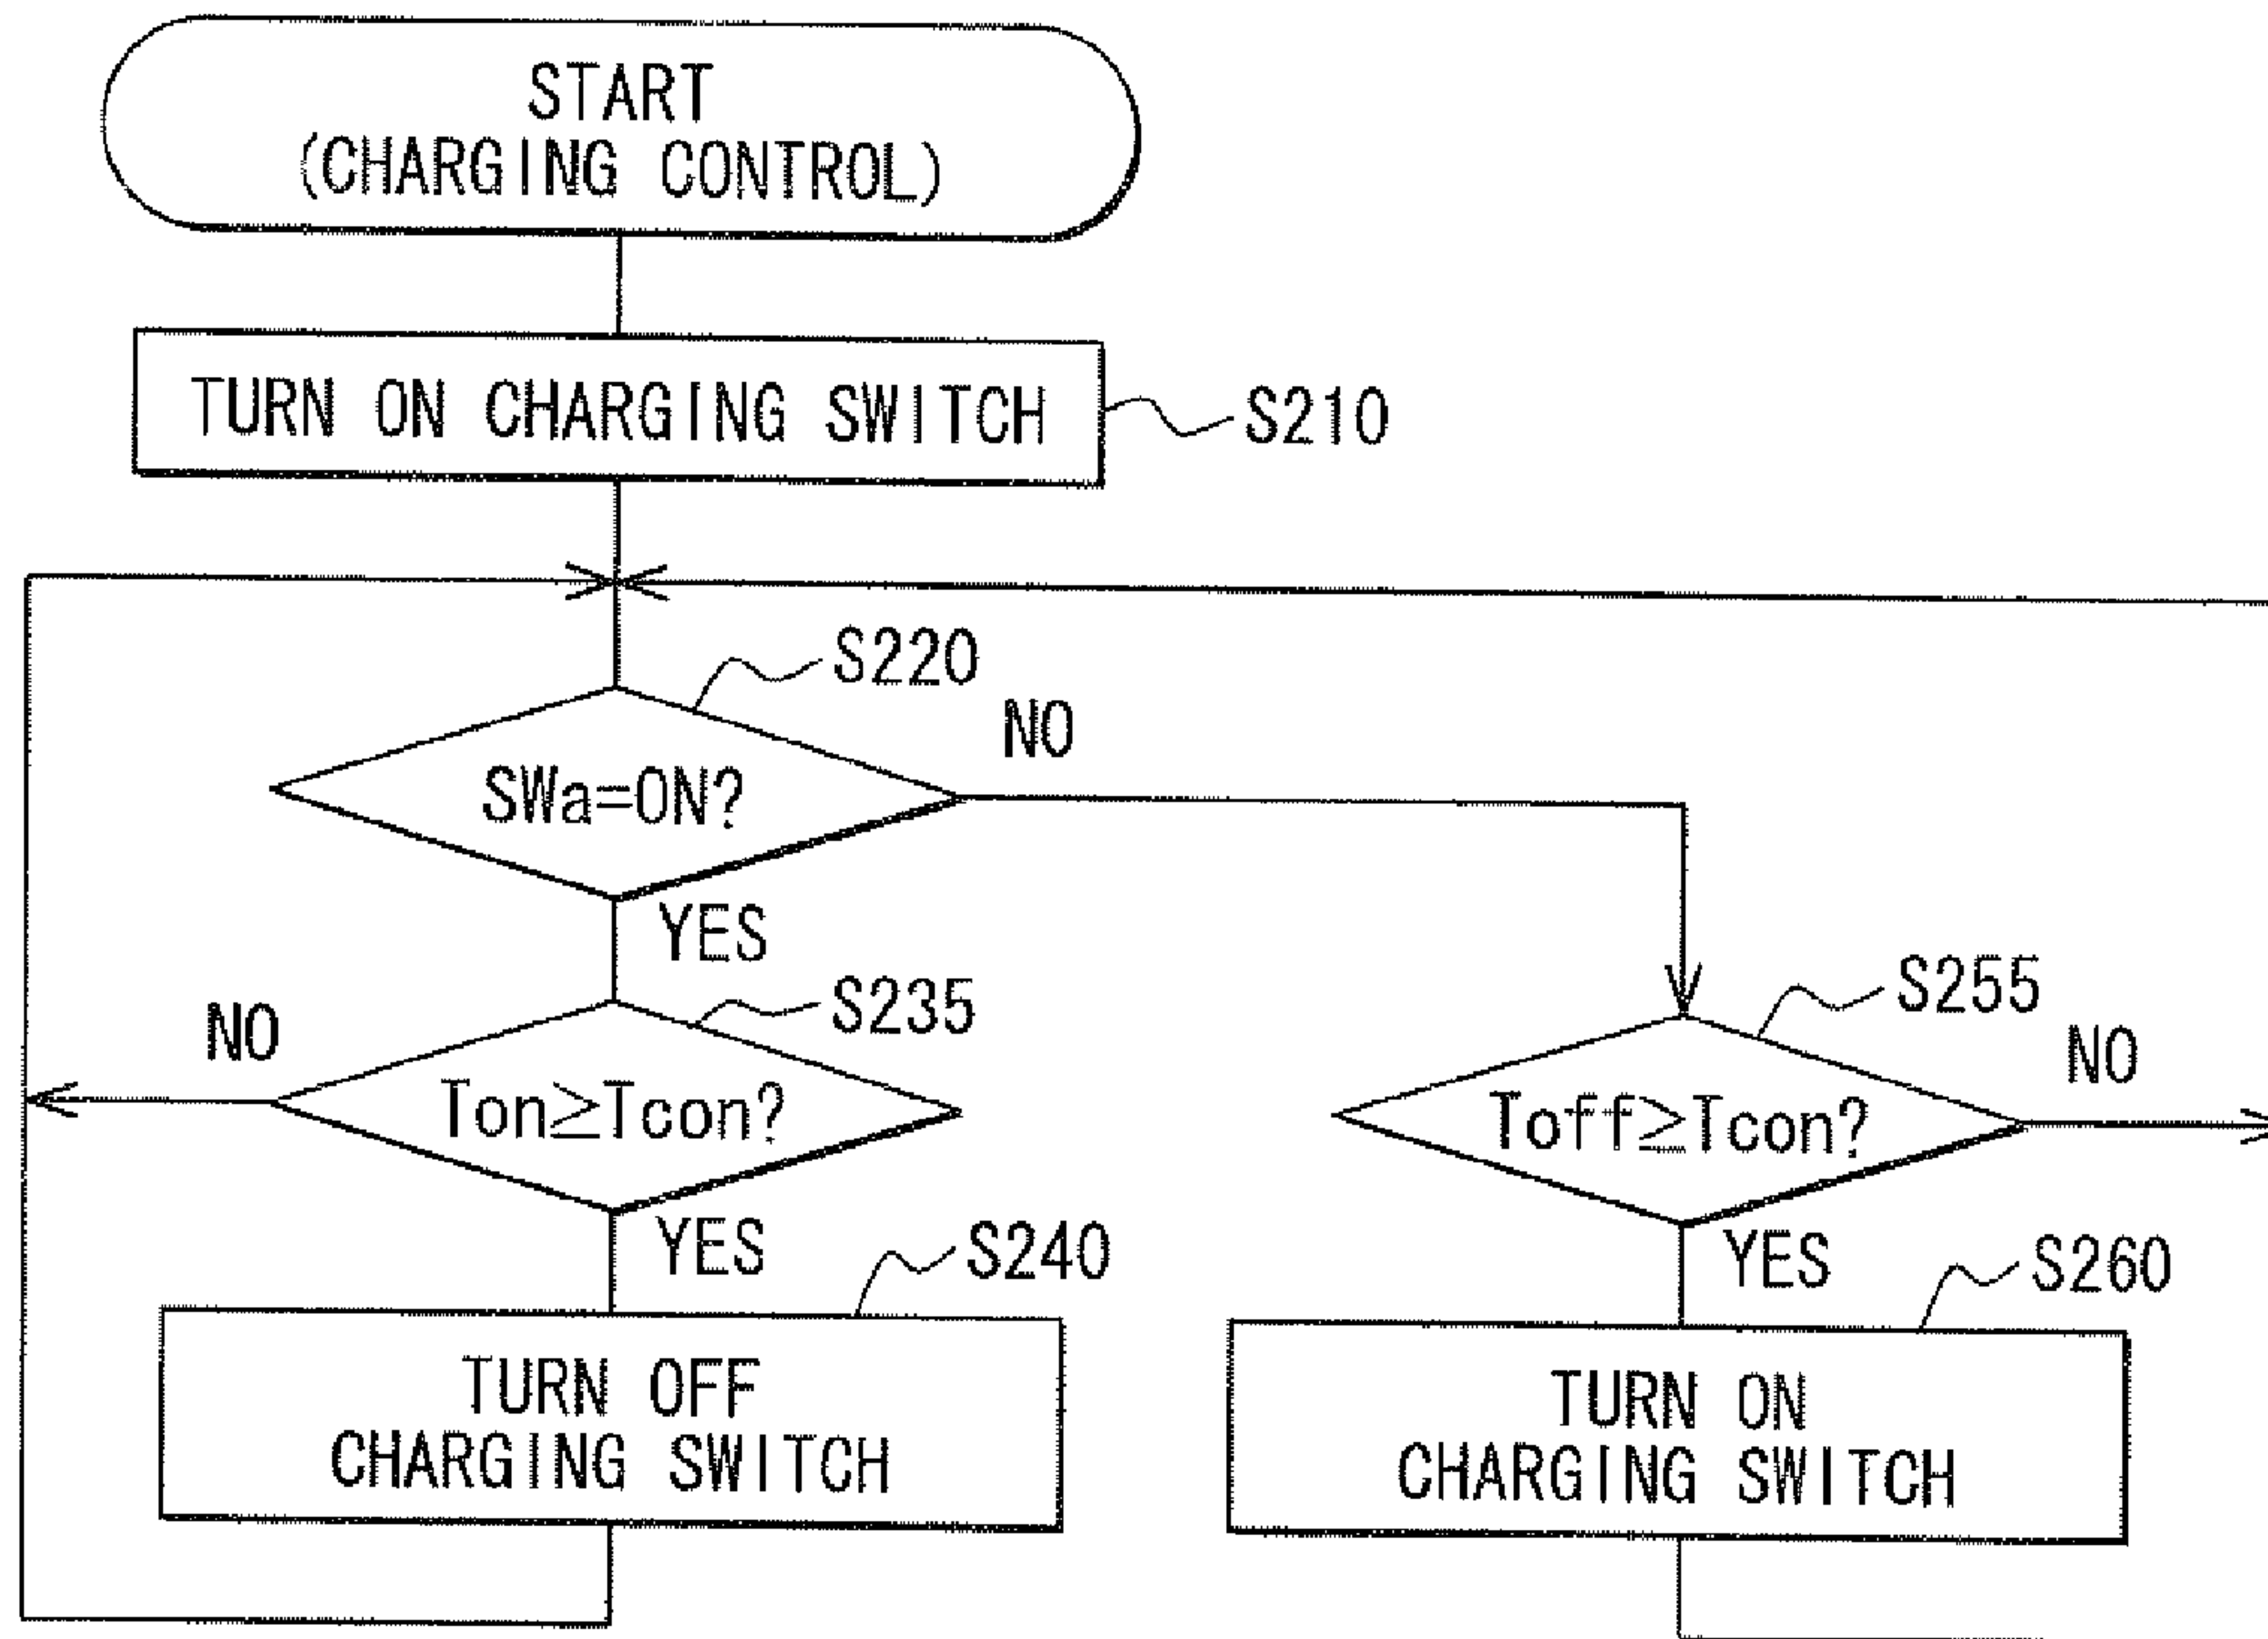 START
(CHARGING CONTROL)
TURN ON CHARGING SWITCH
S210
S220
NO
SWa=ON?
YES
S235
NO
Ton≥Tcon?
YES
S240
TURN OFF
CHARGING SWITCH
S255
NO
Toff≥Tcon?
YES
S260
TURN ON
CHARGING SWITCH